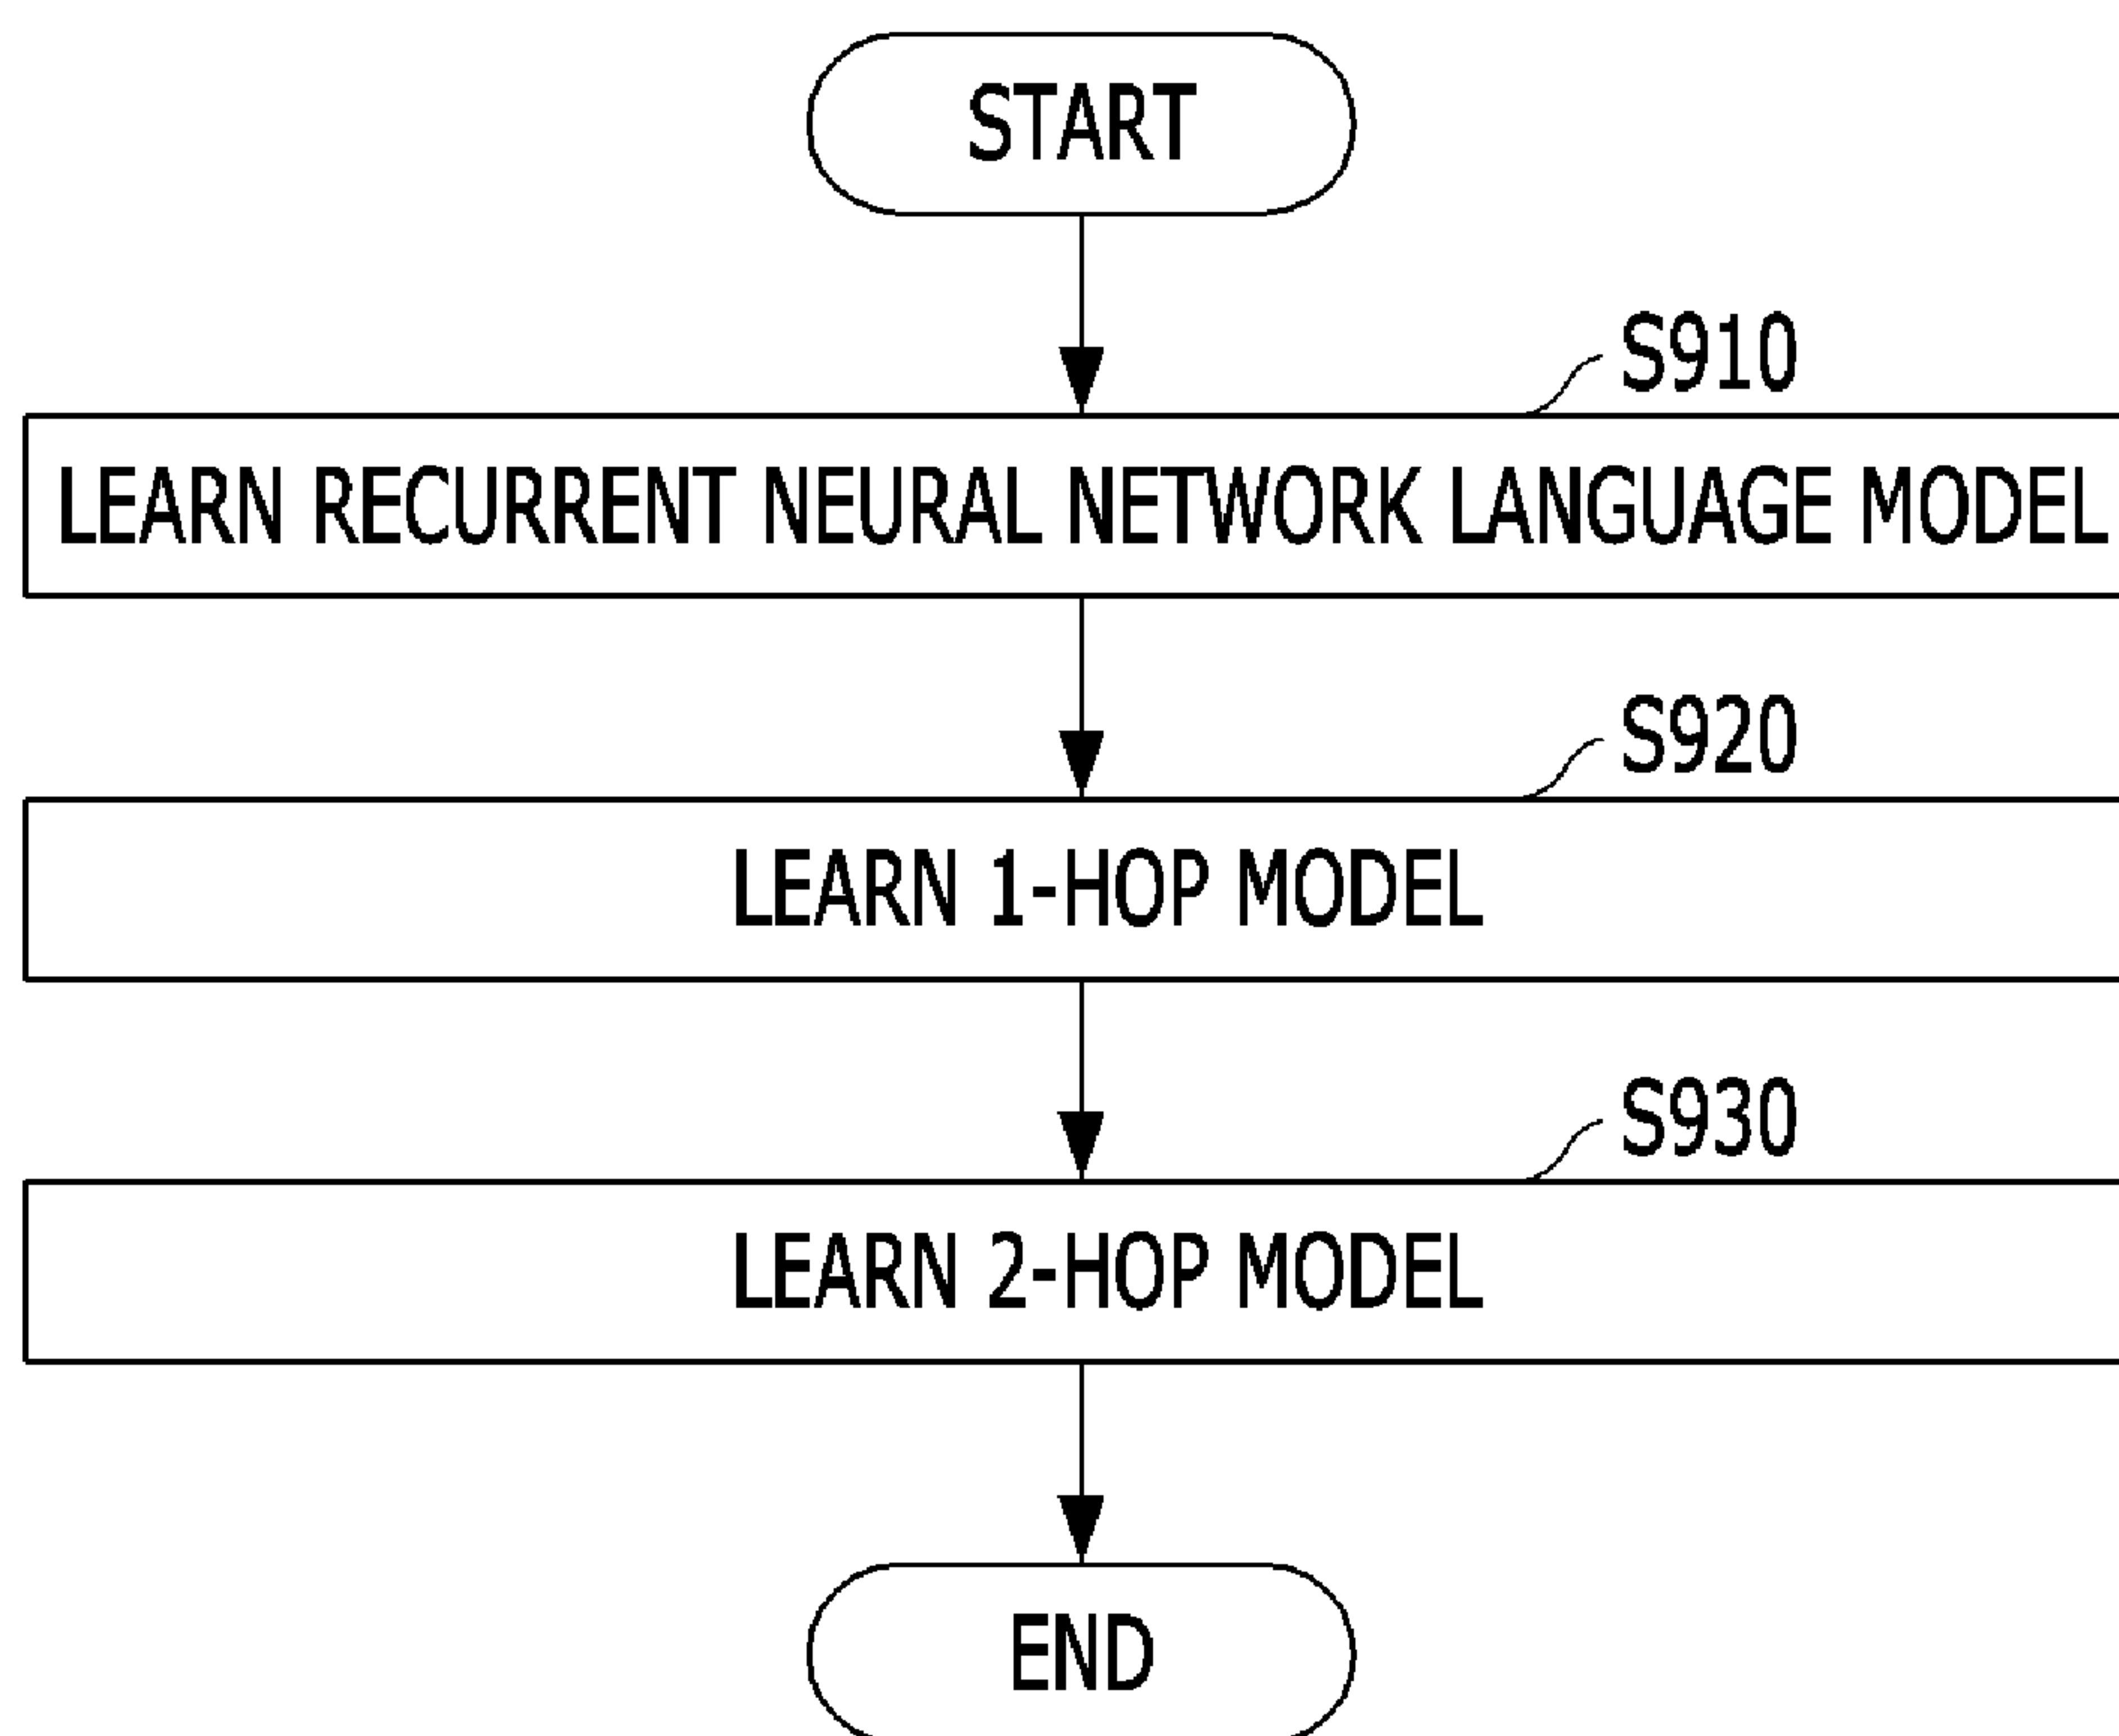 START
S910
LEARN RECURRENT NEURAL NETWORK LANGUAGE MODEL
S920
LEARN 1-HOP MODEL
S930
LEARN 2-HOP MODEL
END